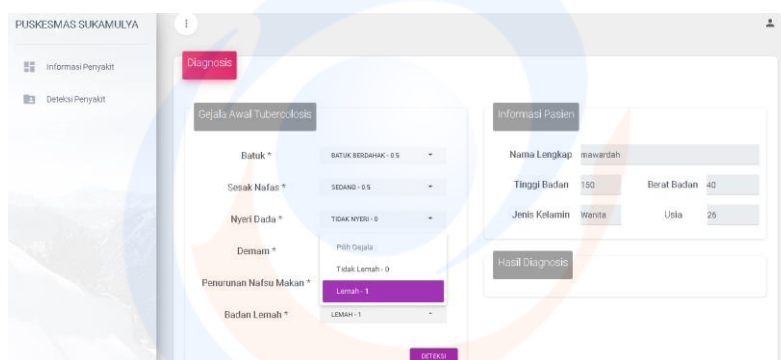 PUSKESMAS SUKAMULYA
Informasi Penyakit
Deteksi Penyakit
Diagnosis
Gejala Awal Tubercolosis
Batuk * BATUK BERDAHAK - 0.5
Sesak Nafas * SEDANG - 0.5
Nyeri Dada * TIDAK NYERI - 0
Demam *
Pilih Gejala
Tidak Lemah - 0
Penurunan Nafsu Makan *
Lemah - 1
Badan Lemah * LEMAH - 1
DETEKSI
Informasi Pasien
Nama Lengkap mawardah
Tinggi Badan 150 Berat Badan 40
Jenis Kelamin Wanita Usia 26
Hasil Diagnosis